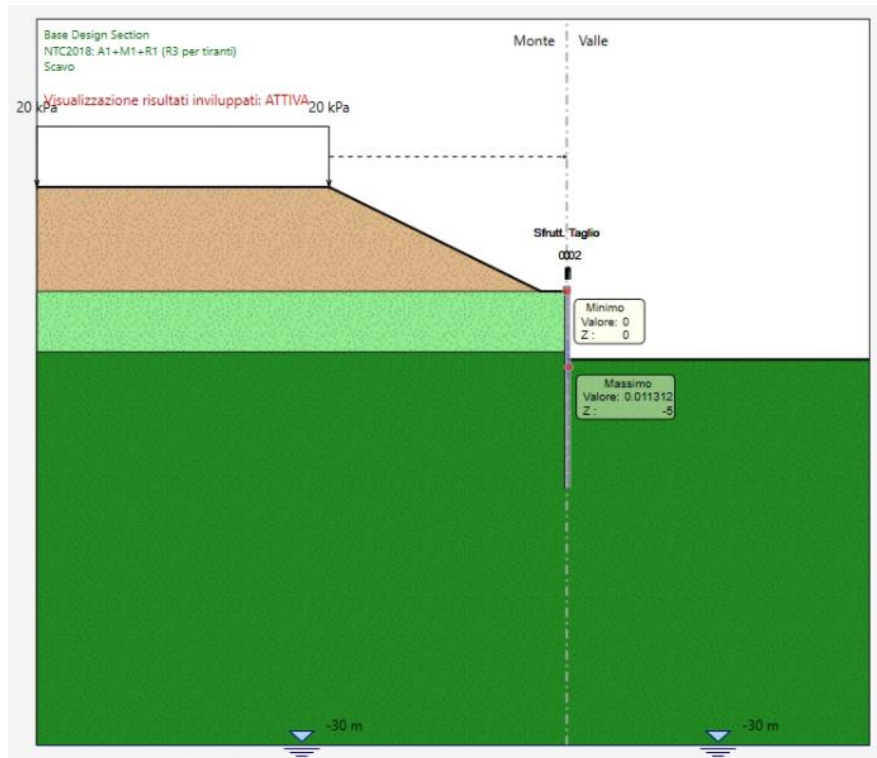 Base Design Section
NTC2018: A1+M1+R1 (R3 per tiranti)
Scavo
Monte
Valle
Visualizzazione risultati inviluppati: ATTIVA
20 kPa
20 kPa
Sfrutt. Taglio
Minimo
Valore: 0
Z : 0
Massimo
Valore: 0.011312
Z : -5
-30 m
-30 m